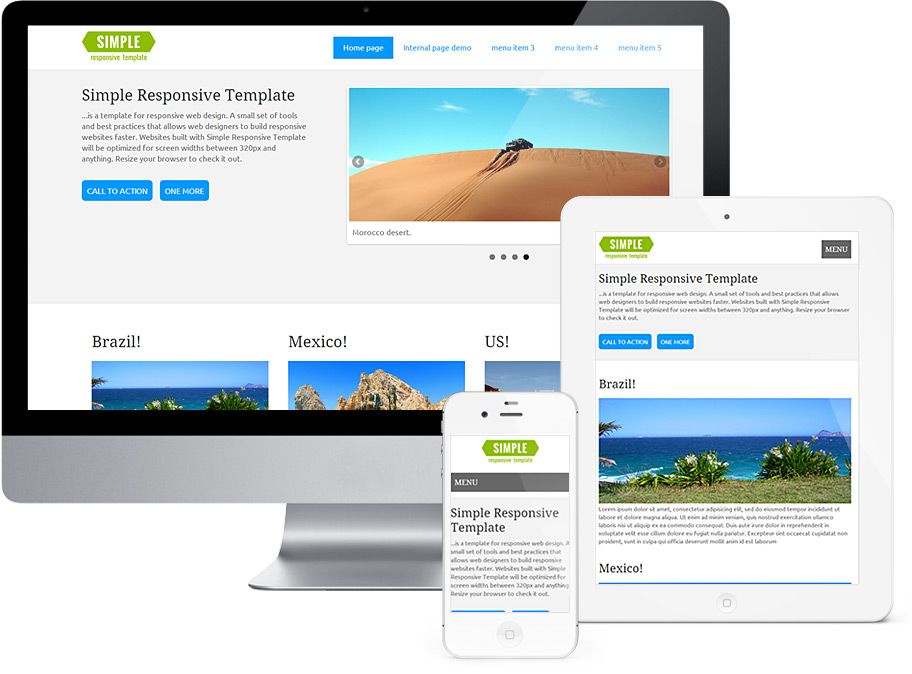 SIMPLE
responsive template
Home page
Internal page demo
menu item 3
menu item 4
menu item 5
Simple Responsive Template
...is a template for responsive web design. A small set of tools
and best practices that allows web designers to build responsive
websites faster. Websites built with Simple Responsive Template
will be optimized for screen widths between 320px and
anything. Resize your browser to check it out.
CALL TO ACTION
ONE MORE
Morocco desert.
Brazil!
Mexico!
US!
SIMPLE
responsive template
MENU
Simple Responsive
Template
...is a template for responsive web design. A
small set of tools and best practices that
allows web designers to build responsive
websites faster. Websites built with Simple
Responsive Template will be optimized for
screen widths between 320px and anything.
Resize your browser to check it out.
SIMPLE
responsive template
MENU
Simple Responsive Template
...is a template for responsive web design. A small set of tools and best practices that allows
web designers to build responsive websites faster. Websites built with Simple Responsive
Template will be optimized for screen widths between 320px and anything. Resize your browser
to check it out.
CALL TO ACTION
ONE MORE
Brazil!
Lorem ipsum dolor sit amet, consectetur adipisicing elit, sed do eiusmod tempor incididunt ut
labore et dolore magna aliqua. Ut enim ad minim veniam, quis nostrud exercitation ullamco
laboris nisi ut aliquip ex ea commodo consequat. Duis aute irure dolor in reprehenderit in
voluptate velit esse cillum dolore eu fugiat nulla pariatur. Excepteur sint occaecat cupidatat non
proident, sunt in culpa qui officia deserunt mollit anim id est laborum
Mexico!